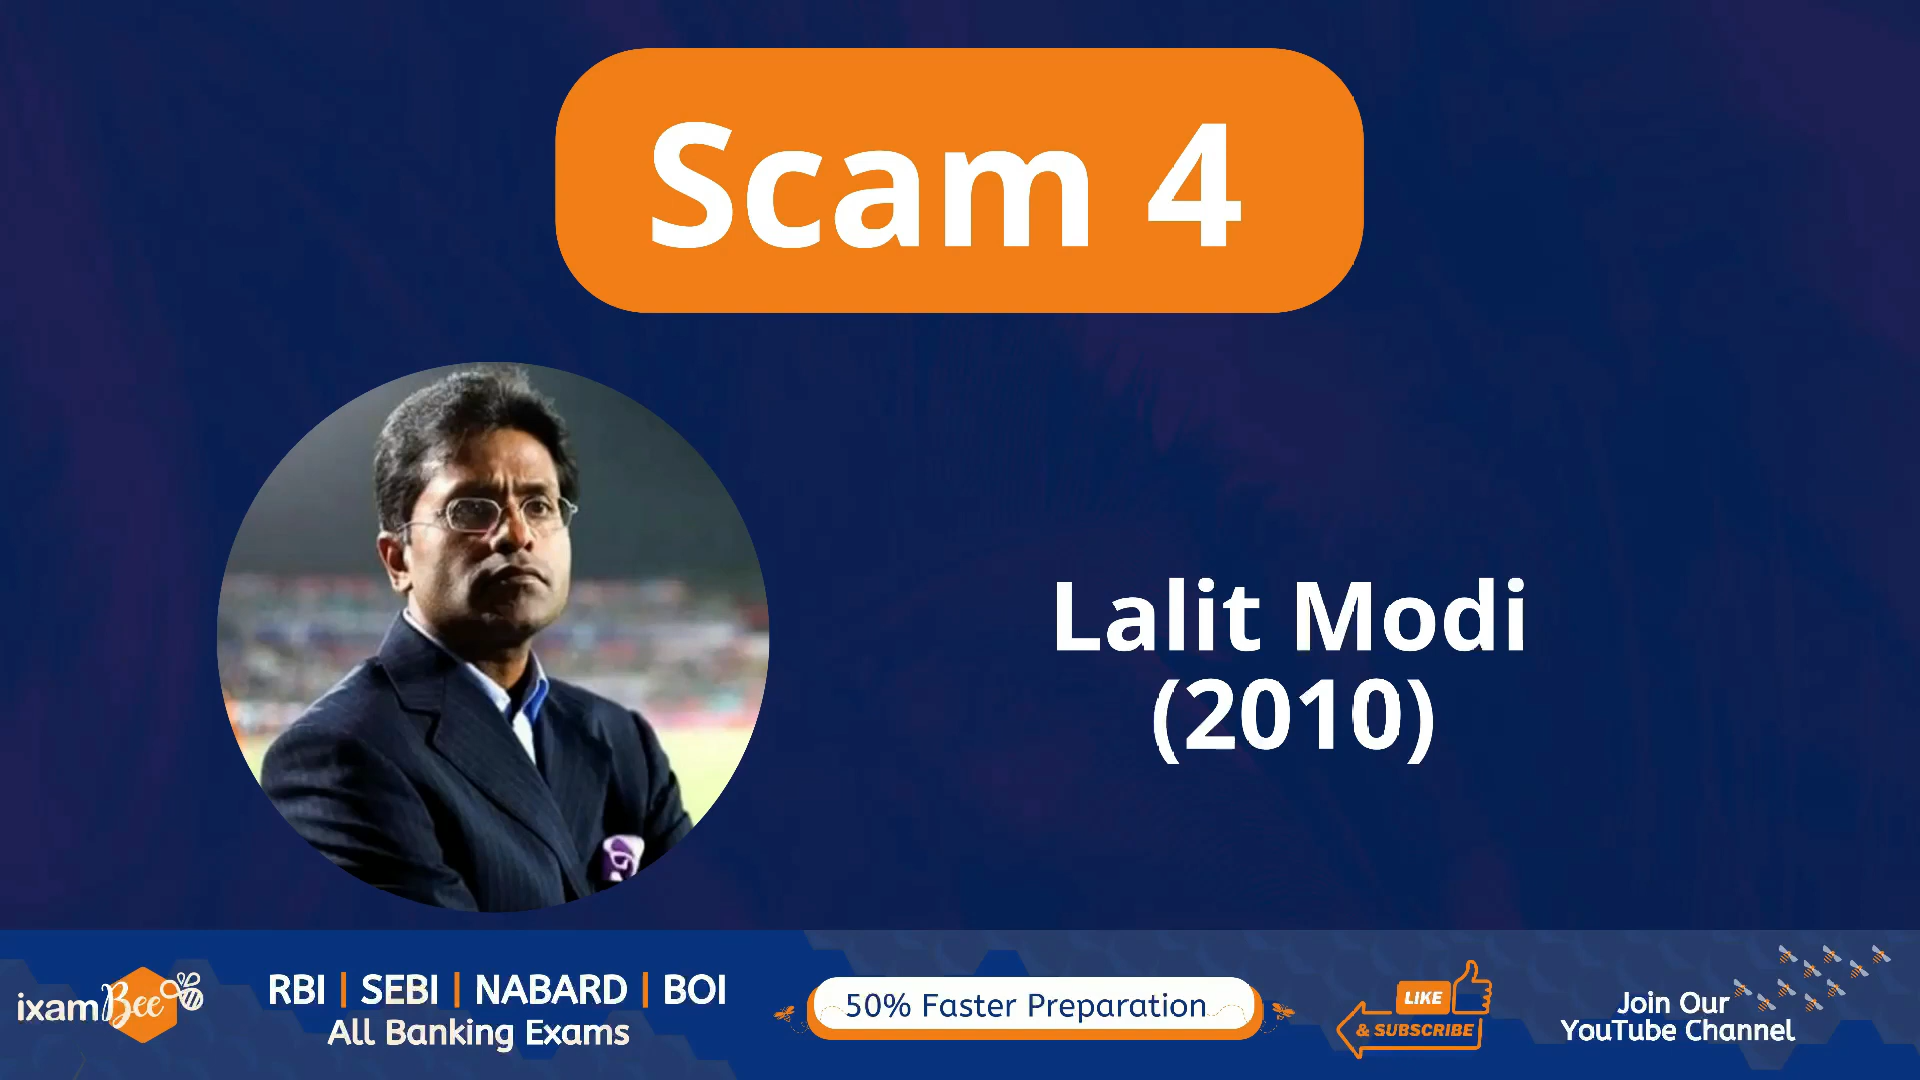 Scam 4
Lalit Modi
(2010)
ixamBee
RBI | SEBI | NABARD | BOI
All Banking Exams
50% Faster Preparation
LIKE
& SUBSCRIBE
Join Our
YouTube Channel